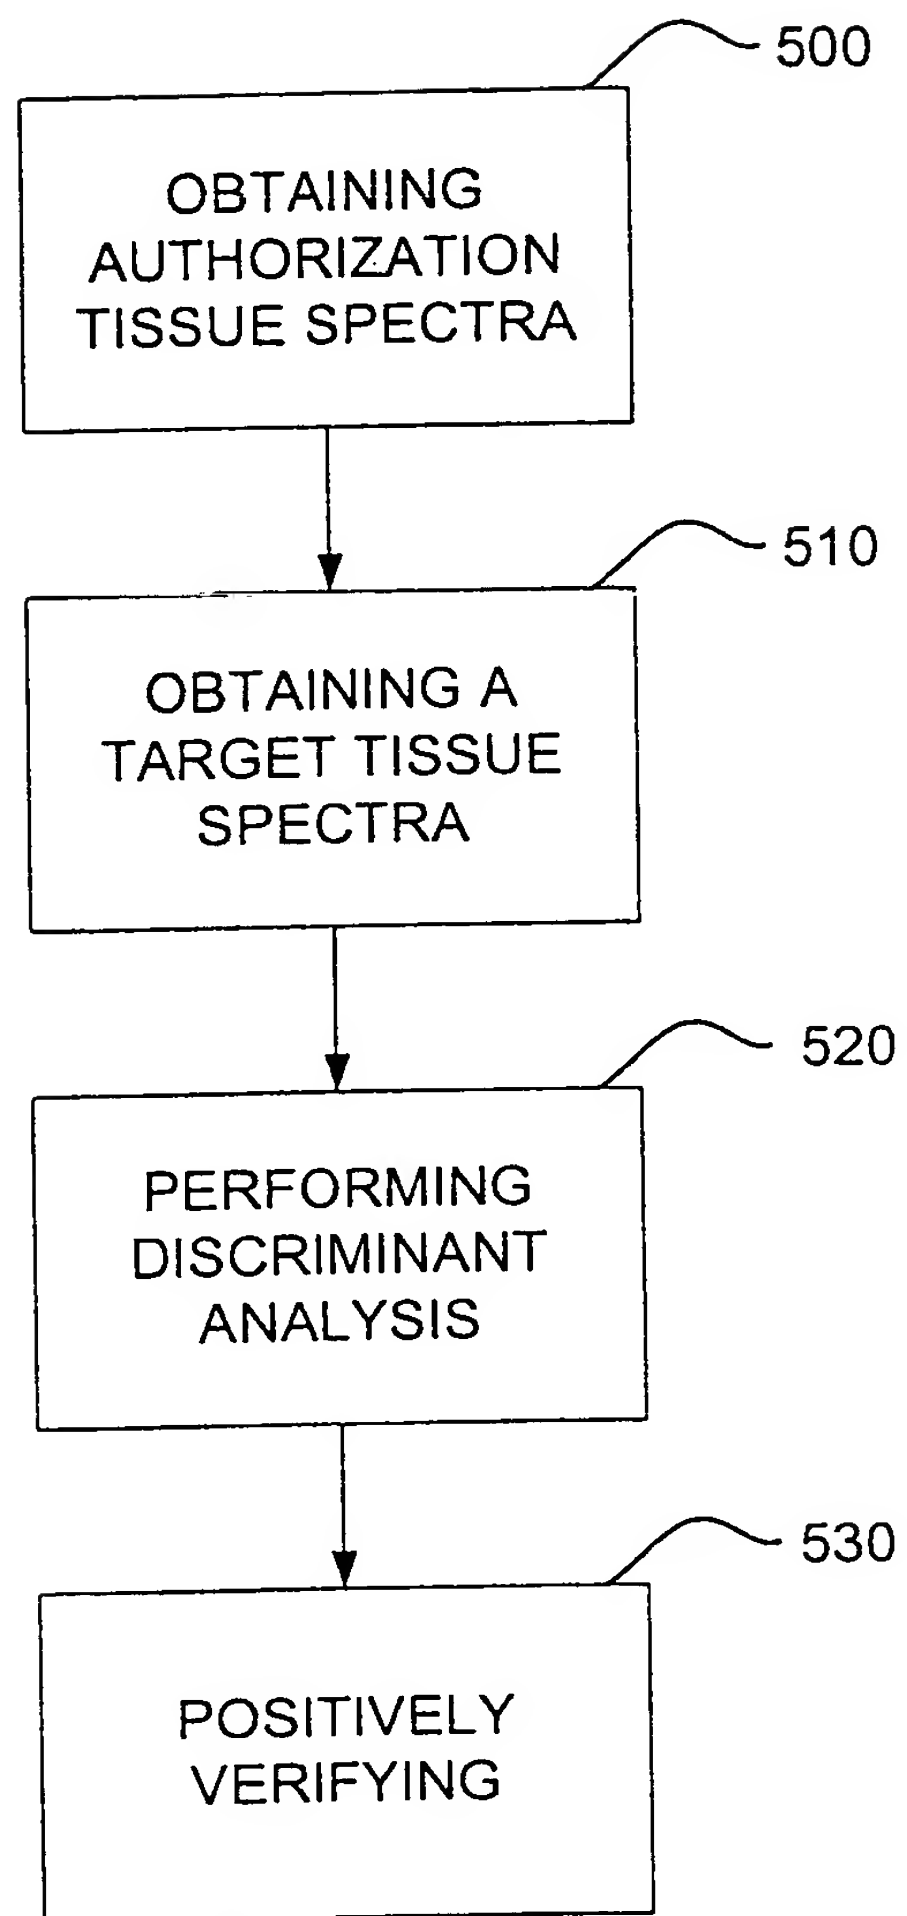 500
OBTAINING
AUTHORIZATION
TISSUE SPECTRA
510
OBTAINING A
TARGET TISSUE
SPECTRA
520
PERFORMING
DISCRIMINANT
ANALYSIS
530
POSITIVELY
VERIFYING